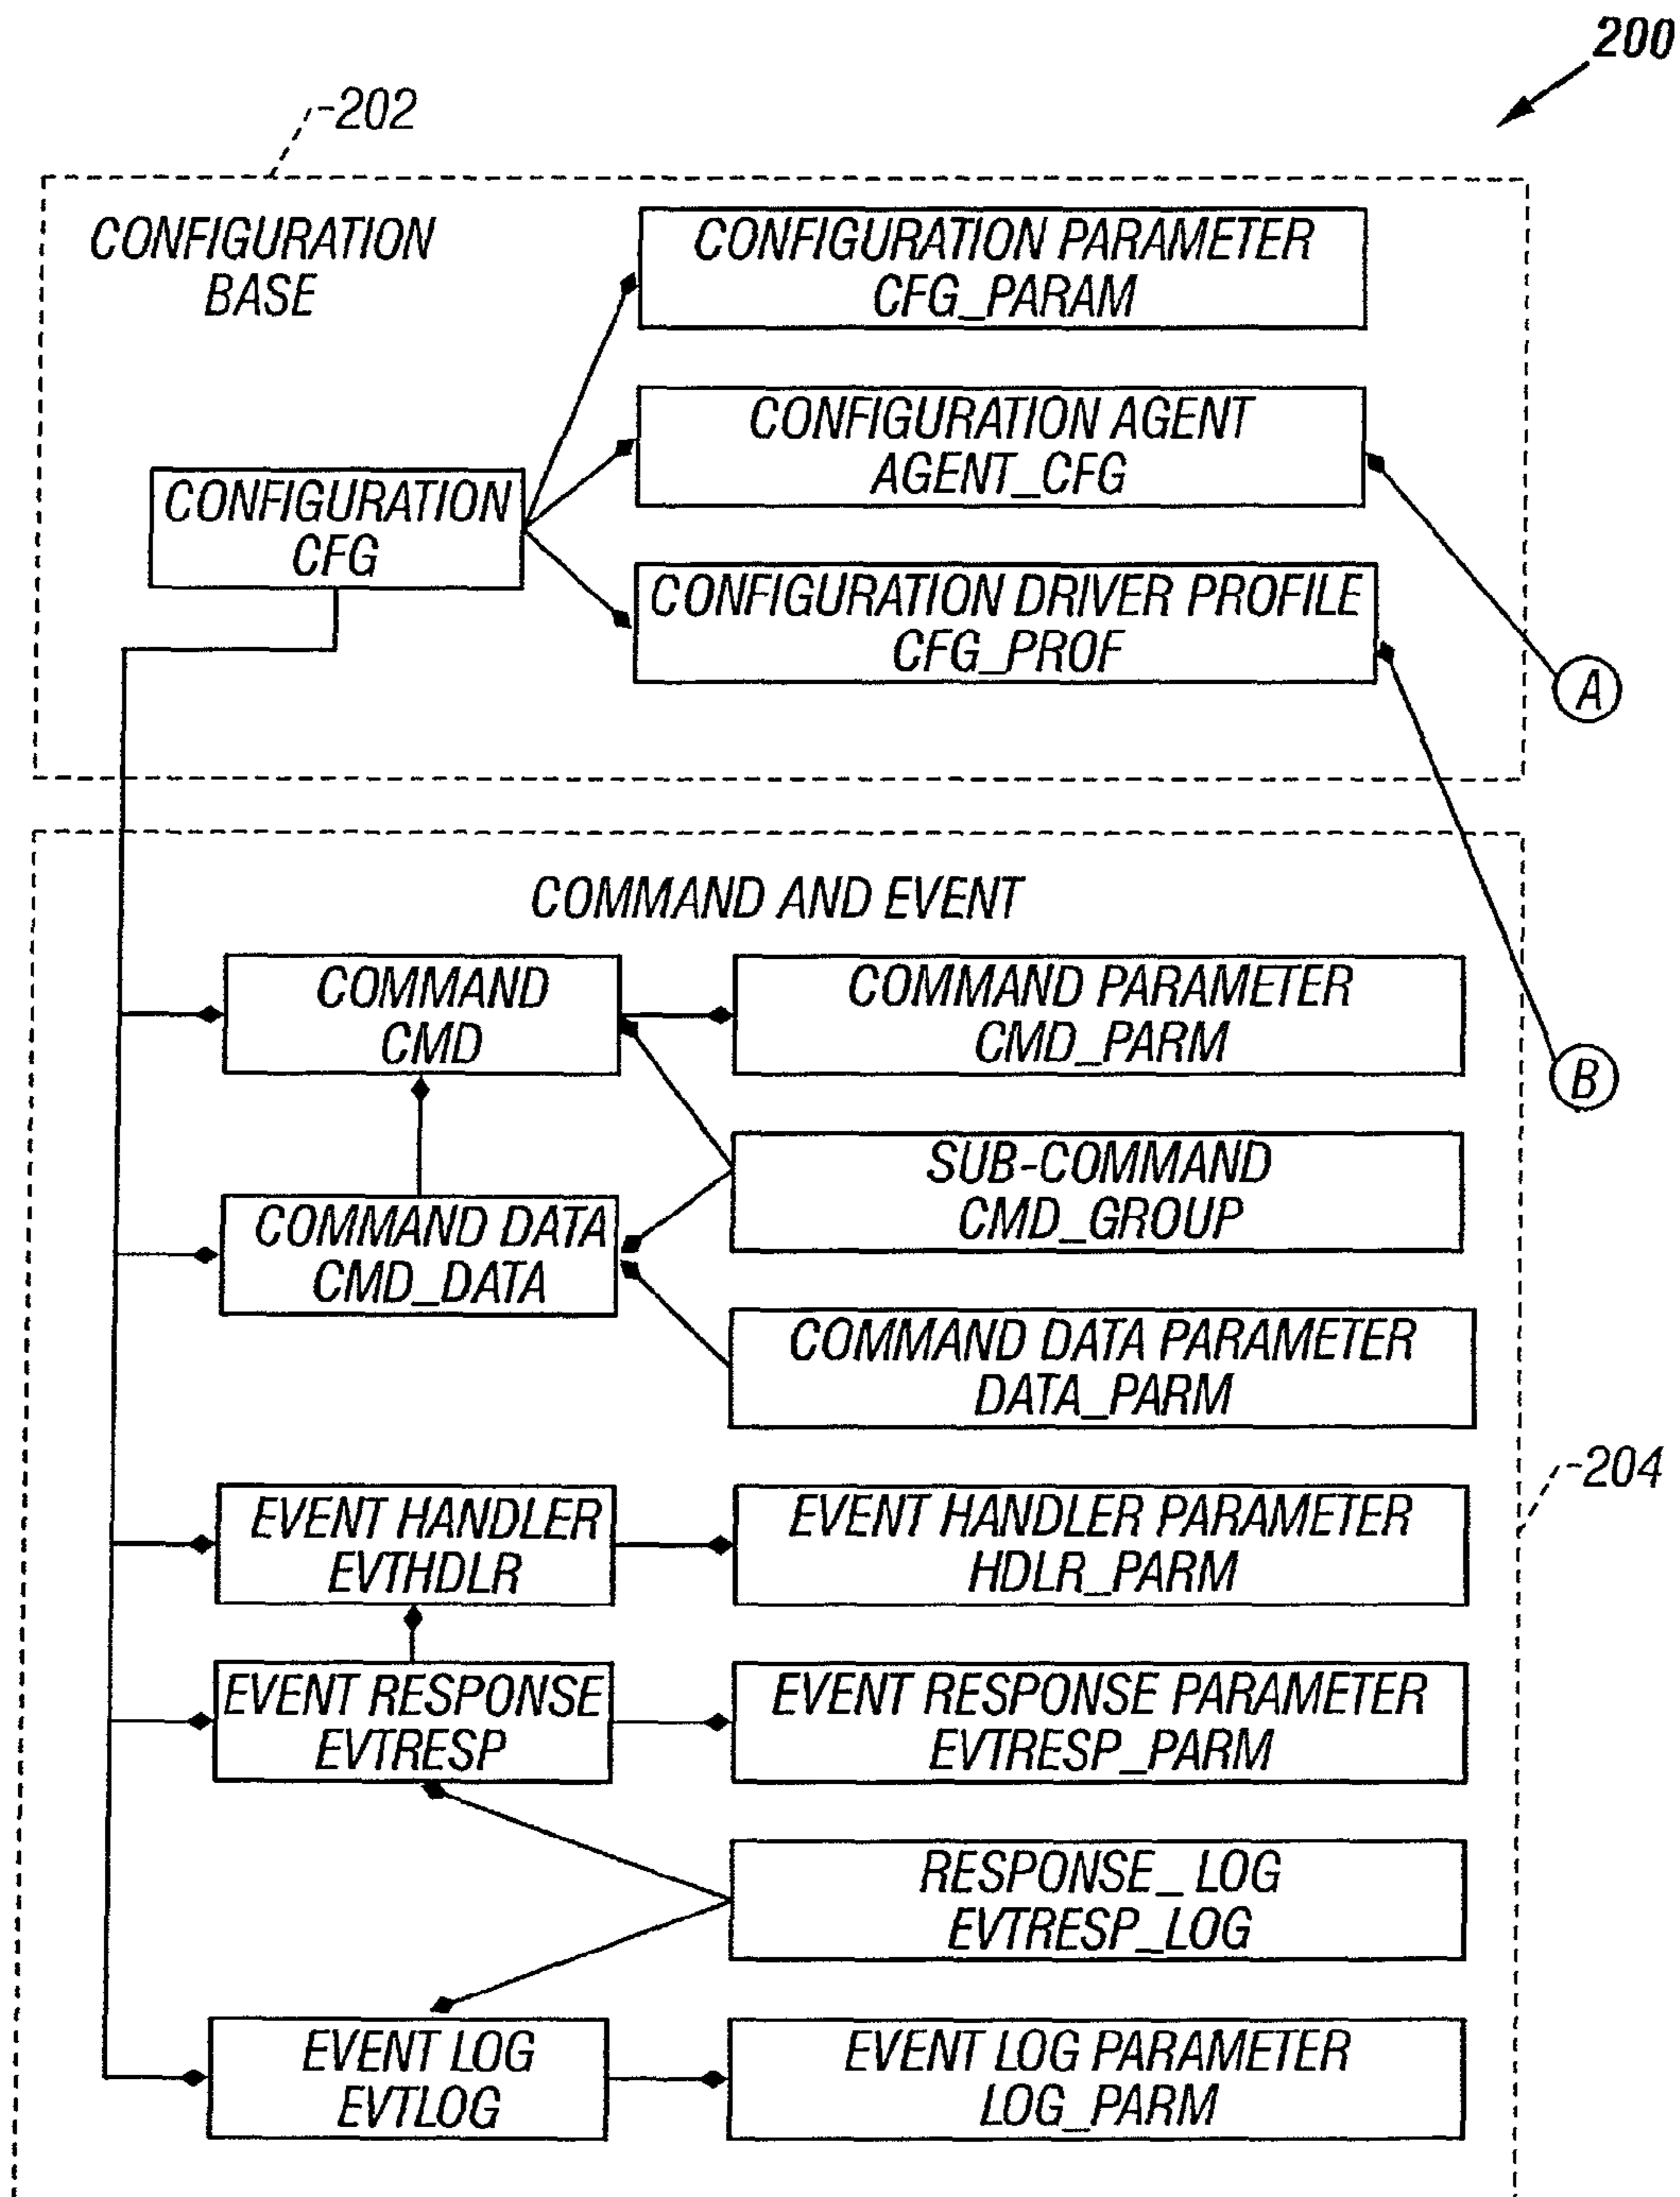 200
202
CONFIGURATION
BASE
CONFIGURATION PARAMETER
CFG_PARAM
CONFIGURATION AGENT
AGENT_CFG
CONFIGURATION
CFG
CONFIGURATION DRIVER PROFILE
CFG_PROF
A
COMMAND AND EVENT
COMMAND
CMD
COMMAND PARAMETER
CMD_PARM
B
SUB-COMMAND
CMD_GROUP
COMMAND DATA
CMD_DATA
COMMAND DATA PARAMETER
DATA_PARM
204
EVENT HANDLER
EVTHDLR
EVENT HANDLER PARAMETER
HDLR_PARM
EVENT RESPONSE
EVTRESP
EVENT RESPONSE PARAMETER
EVTRESP_PARM
RESPONSE_ LOG
EVTRESP_LOG
EVENT LOG
EVTLOG
EVENT LOG PARAMETER
LOG_PARM